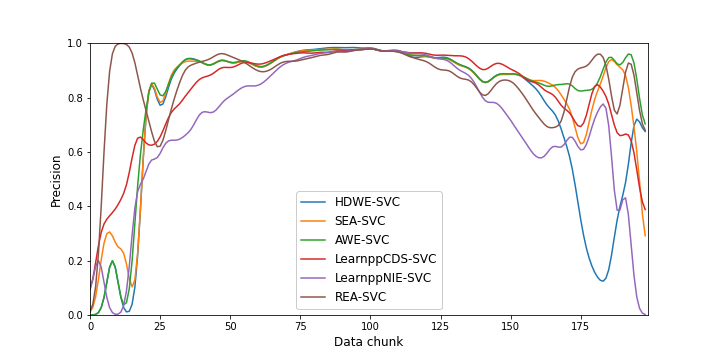 1.0
0.8
0.6
0.4
0.2
0.0
Precision
HDWE-SVC
SEA-SVC
AWE-SVC
LearnppCDS-SVC
LearnppNIE-SVC
REA-SVC
0 25 50 75 100 125 150 175
Data chunk